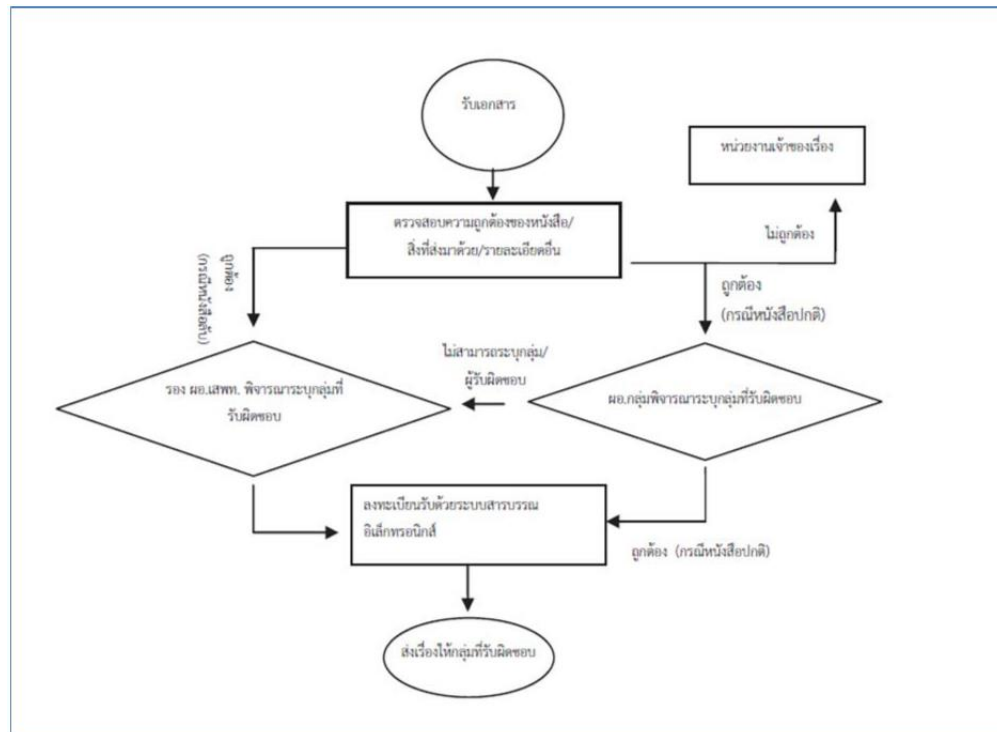 รับเอกสาร
หน่วยงานเจ้าของเรื่อง
ตรวจสอบความถูกต้องของหนังสือ/
สิ่งที่ส่งมาด้วย/รายละเอียดอื่น
ไม่ถูกต้อง
ถูกต้อง
(กรณีหนังสือลับ)
ถูกต้อง
(กรณีหนังสือปกติ)
ไม่สามารถระบุกลุ่ม/
ผู้รับผิดชอบ
รอง ผอ.เสพท. พิจารณาระบุกลุ่มที่
รับผิดชอบ
ผอ.กลุ่มพิจารณาระบุกลุ่มที่รับผิดชอบ
ลงทะเบียนรับด้วยระบบสารบรรณ
อิเล็กทรอนิกส์
ถูกต้อง (กรณีหนังสือปกติ)
ส่งเรื่องให้กลุ่มที่รับผิดชอบ